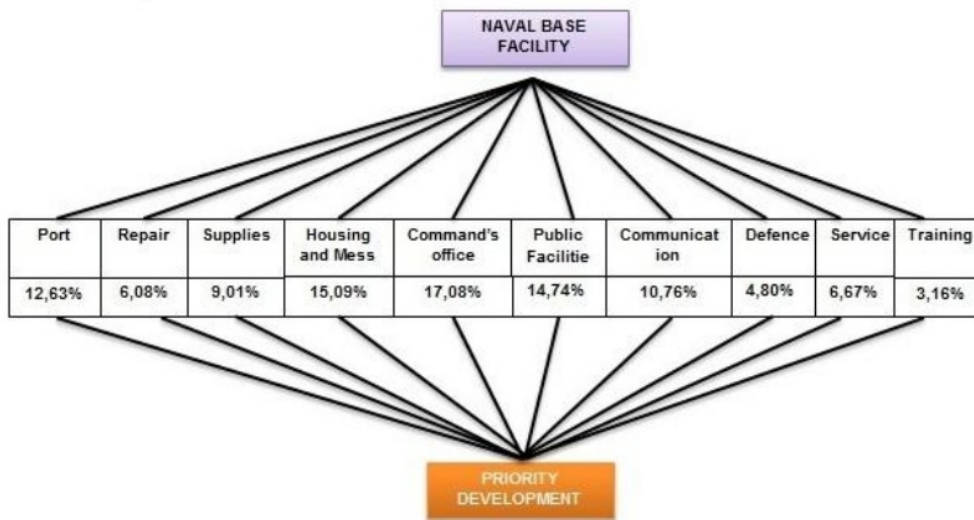 NAVAL BASE
FACILITY
Port Repair Supplies Housing and Mess Command's office Public Facilitie Communicat ion Defence Service Training
12,63% 6,08% 9,01% 15,09% 17,08% 14,74% 10,76% 4,80% 6,67% 3,16%
PRIORITY
DEVELOPMENT